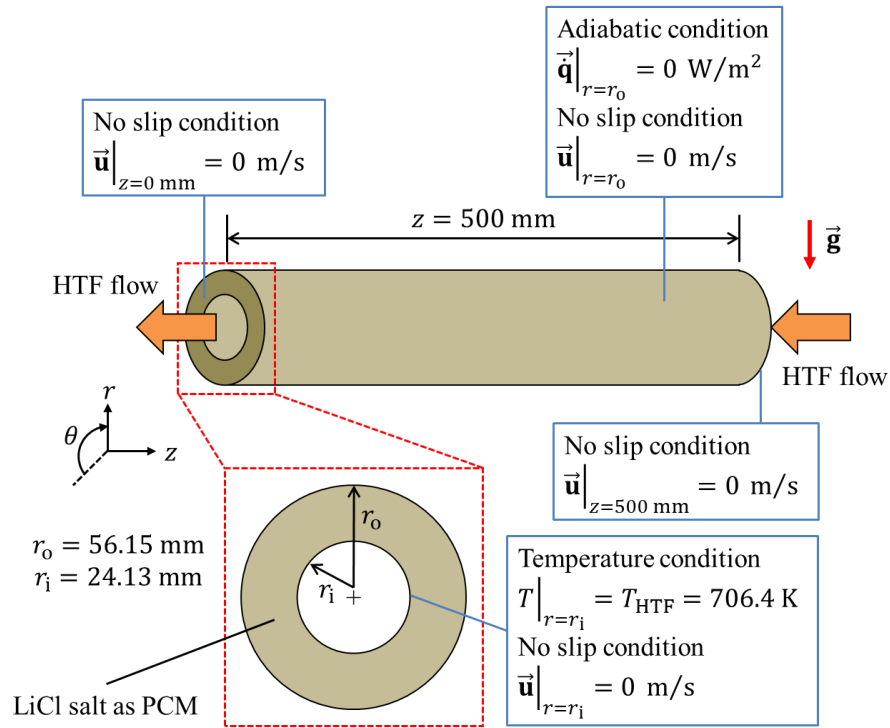 Adiabatic condition
q̇⃗|r=ro = 0 W/m²
No slip condition
u⃗|r=ro = 0 m/s
No slip condition
u⃗|z=0 mm = 0 m/s
z = 500 mm
g⃗
HTF flow
HTF flow
r
θ
z
No slip condition
u⃗|z=500 mm = 0 m/s
ro = 56.15 mm
ri = 24.13 mm
ro
ri
+
Temperature condition
T|r=ri = THTF = 706.4 K
No slip condition
u⃗|r=ri = 0 m/s
LiCl salt as PCM